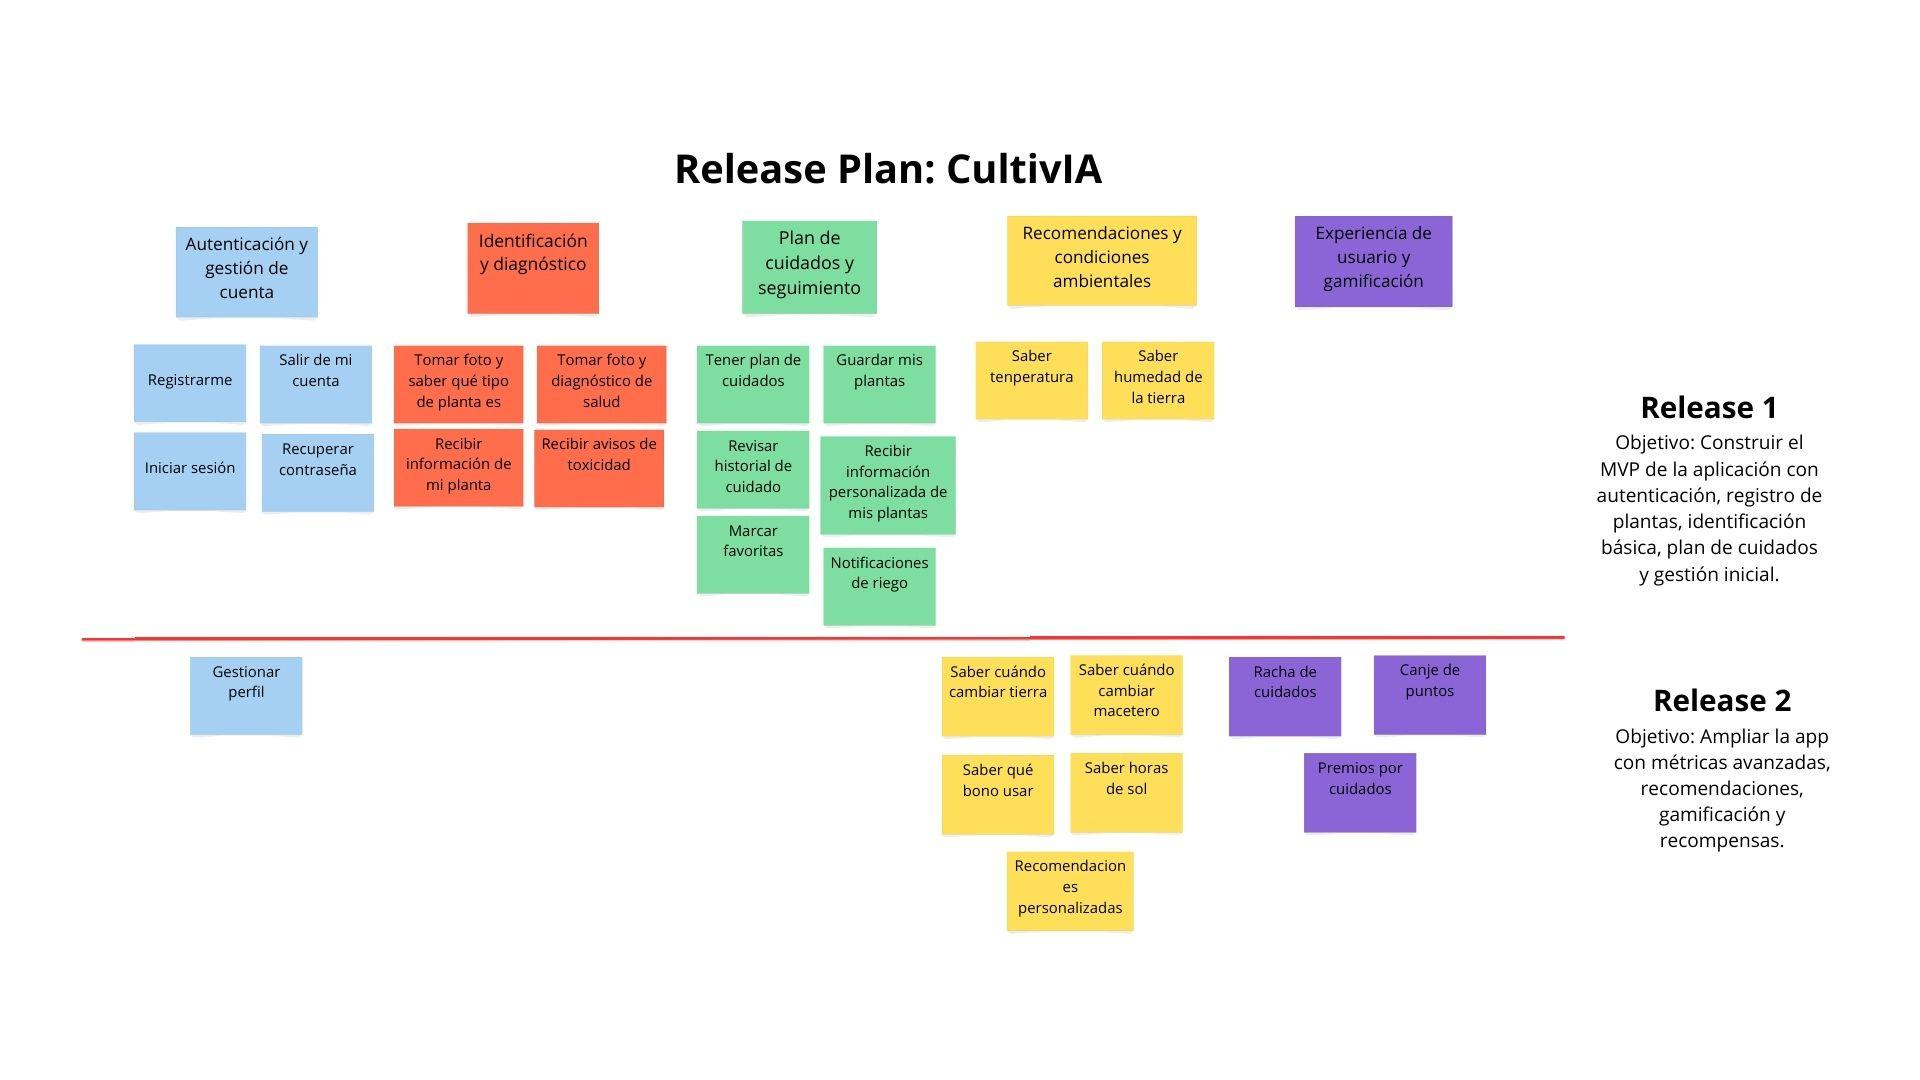 Release Plan: CultivIA
Autenticación y
gestión de
cuenta
Identificación
y diagnóstico
Plan de
cuidados y
seguimiento
Recomendaciones y
condiciones
ambientales
Experiencia de
usuario y
gamificación
Registrarme
Salir de mi
cuenta
Iniciar sesión
Recuperar
contraseña
Tomar foto y
saber qué tipo
de planta es
Tomar foto y
diagnóstico de
salud
Recibir
información de
mi planta
Recibir avisos de
toxicidad
Tener plan de
cuidados
Guardar mis
plantas
Revisar
historial de
cuidado
Recibir
información
personalizada de
mis plantas
Marcar
favoritas
Notificaciones
de riego
Saber
tenperatura
Saber
humedad de
la tierra
Release 1
Objetivo: Construir el
MVP de la aplicación con
autenticación, registro de
plantas, identificación
básica, plan de cuidados
y gestión inicial.
Gestionar
perfil
Saber cuándo
cambiar tierra
Saber cuándo
cambiar
macetero
Saber qué
bono usar
Saber horas
de sol
Recomendacion
es
personalizadas
Racha de
cuidados
Canje de
puntos
Premios por
cuidados
Release 2
Objetivo: Ampliar la app
con métricas avanzadas,
recomendaciones,
gamificación y
recompensas.